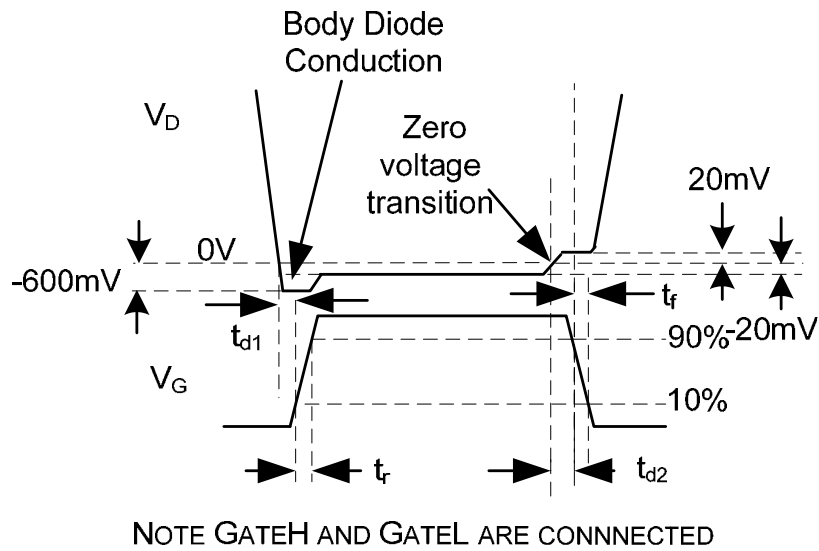 Body Diode
Conduction
V_D
Zero
voltage
transition
20mV
0V
-600mV
-20mV
t_d1
t_f
90%
V_G
10%
t_r
t_d2
NOTE GATEH AND GATEL ARE CONNNECTED